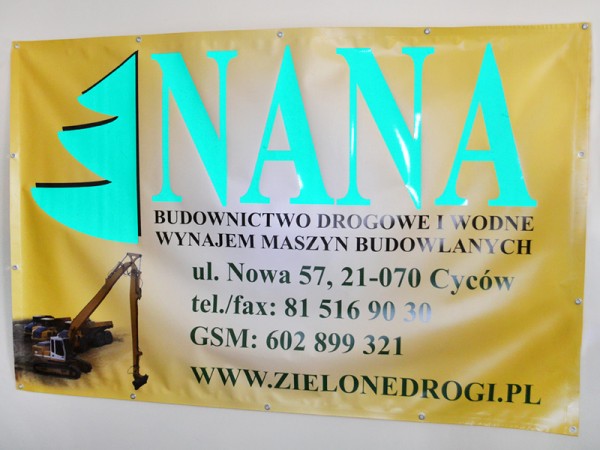 NANA
BUDOWNICTWO DROGOWE I WODNE
WYNAJEM MASZYN BUDOWLANYCH
ul. Nowa 57, 21-070 Cyców
tel./fax: 81 516 90 30
GSM: 602 899 321
WWW.ZIELONEDROGI.PL